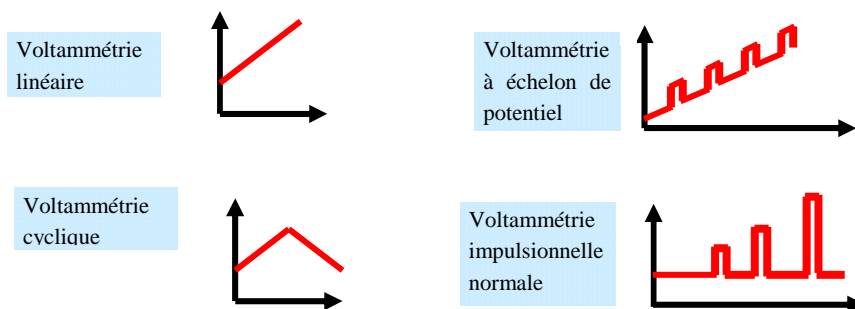 Voltammétrie
linéaire
Voltammétrie
à échelon de
potentiel
Voltammétrie
cyclique
Voltammétrie
impulsionnelle
normale